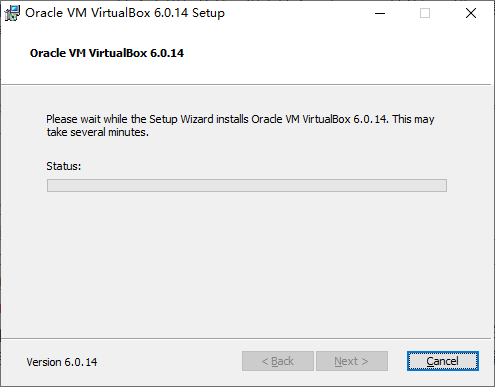 Oracle VM VirtualBox 6.0.14 Setup
Oracle VM VirtualBox 6.0.14
Please wait while the Setup Wizard installs Oracle VM VirtualBox 6.0.14. This may
take several minutes.
Status:
Version 6.0.14
< Back
Next >
Cancel